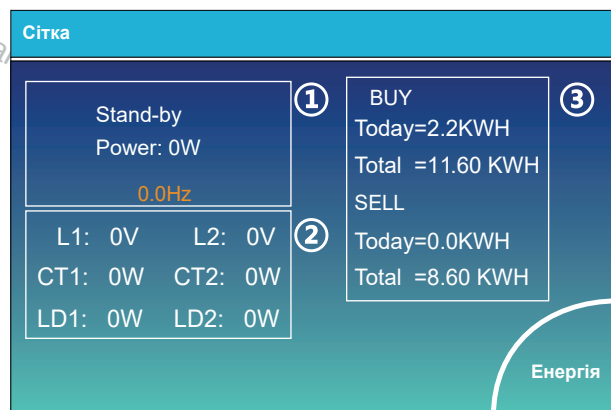 Сітка
①
Stand-by
Power: 0W
0.0Hz
②
L1: 0V L2: 0V
CT1: 0W CT2: 0W
LD1: 0W LD2: 0W
③
BUY
Today=2.2KWH
Total =11.60 KWH
SELL
Today=0.0KWH
Total =8.60 KWH
Енергія